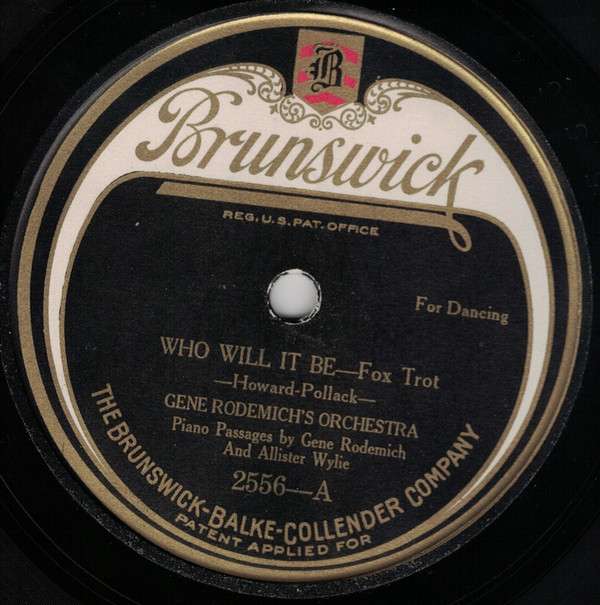 B
Brunswick
REG. U.S. PAT. OFFICE
For Dancing
WHO WILL IT BE—Fox Trot
—Howard-Pollack—
GENE RODEMICH'S ORCHESTRA
Piano Passages by Gene Rodemich
And Allister Wylie
2556—A
THE BRUNSWICK-BALKE-COLLENDER COMPANY
PATENT APPLIED FOR